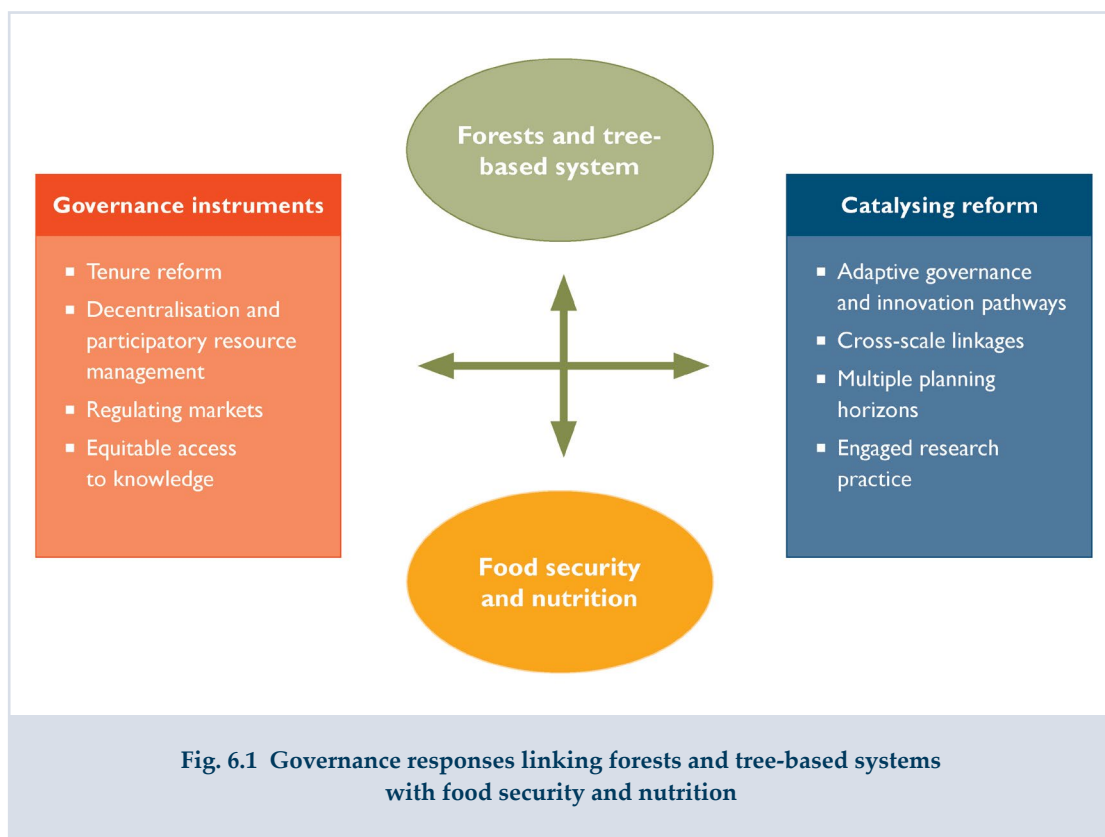 Forests and tree-
based system
Governance instruments
▪ Tenure reform
▪ Decentralisation and
participatory resource
management
▪ Regulating markets
▪ Equitable access
to knowledge
Catalysing reform
▪ Adaptive governance
and innovation pathways
▪ Cross-scale linkages
▪ Multiple planning
horizons
▪ Engaged research
practice
Food security
and nutrition
Fig. 6.1 Governance responses linking forests and tree-based systems
with food security and nutrition